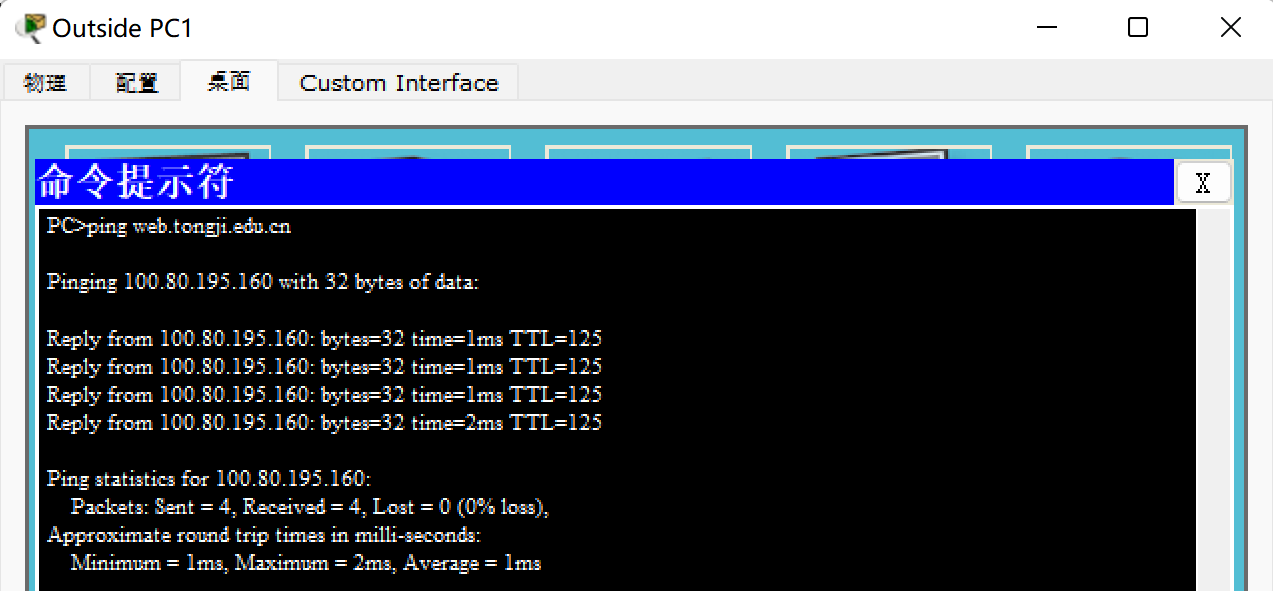 Outside PC1
物理 配置 桌面 Custom Interface
命令提示符 X
PC>ping web.tongji.edu.cn
Pinging 100.80.195.160 with 32 bytes of data:
Reply from 100.80.195.160: bytes=32 time=1ms TTL=125
Reply from 100.80.195.160: bytes=32 time=1ms TTL=125
Reply from 100.80.195.160: bytes=32 time=1ms TTL=125
Reply from 100.80.195.160: bytes=32 time=2ms TTL=125
Ping statistics for 100.80.195.160:
Packets: Sent = 4, Received = 4, Lost = 0 (0% loss),
Approximate round trip times in milli-seconds:
Minimum = 1ms, Maximum = 2ms, Average = 1ms